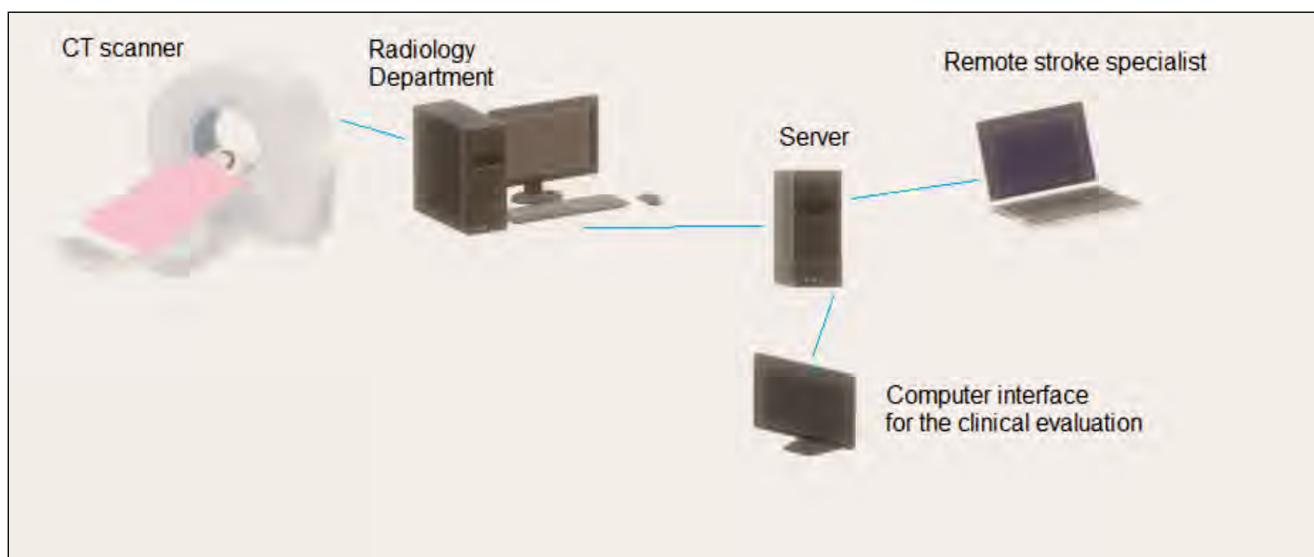 CT scanner
Radiology
Department
Remote stroke specialist
Server
Computer interface
for the clinical evaluation